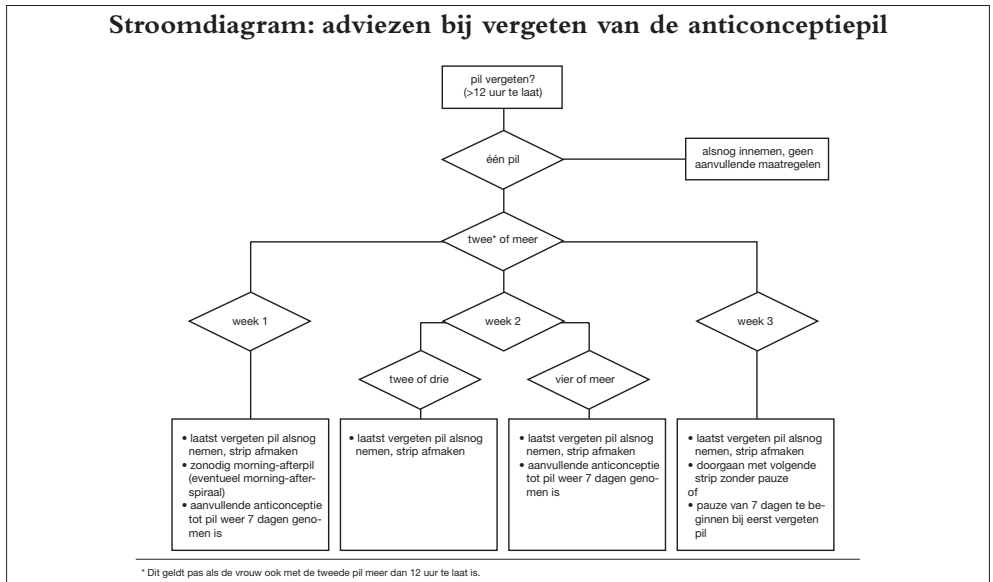 Stroomdiagram: adviezen bij vergeten van de anticonceptiepil
pil vergeten?
(>12 uur te laat)
één pil
alsnog innemen, geen
aanvullende maatregelen
twee* of meer
week 1
week 2
week 3
twee of drie
vier of meer
• laatst vergeten pil alsnog
nemen, strip afmaken
• zonodig morning-afterpil
(eventueel morning-after-
spiraal)
• aanvullende anticonceptie
tot pil weer 7 dagen geno-
men is
• laatst vergeten pil alsnog
nemen, strip afmaken
• laatst vergeten pil alsnog
nemen, strip afmaken
• aanvullende anticonceptie
tot pil weer 7 dagen geno-
men is
• laatst vergeten pil alsnog
nemen, strip afmaken
• doorgaan met volgende
strip zonder pauze
of
• pauze van 7 dagen te be-
ginnen bij eerst vergeten
pil
* Dit geldt pas als de vrouw ook met de tweede pil meer dan 12 uur te laat is.